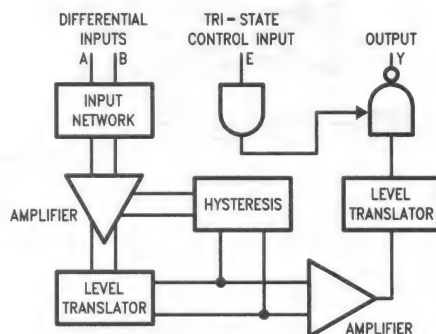 DIFFERENTIAL
INPUTS
A B
TRI-STATE
CONTROL INPUT
E
OUTPUT
Y
INPUT
NETWORK
AMPLIFIER
HYSTERESIS
LEVEL
TRANSLATOR
LEVEL
TRANSLATOR
AMPLIFIER